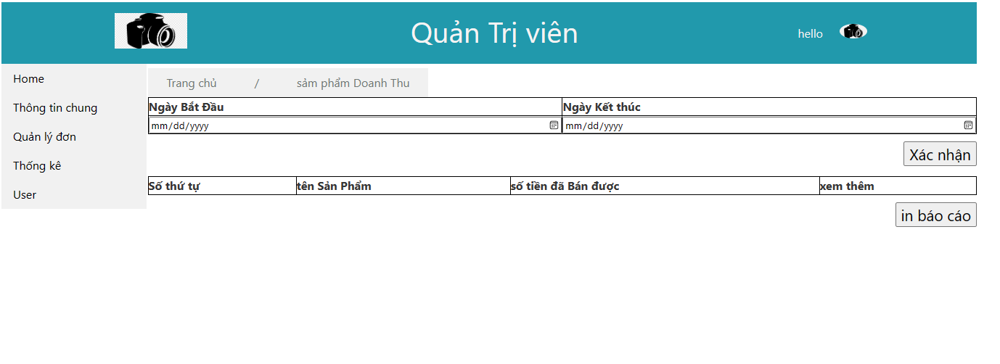 Quản Trị viên
hello
Home
Thông tin chung
Quản lý đơn
Thống kê
User
Trang chủ / sảm phẩm Doanh Thu
Ngày Bắt Đầu Ngày Kết thúc
mm/dd/yyyy mm/dd/yyyy
Xác nhận
Số thứ tự tên Sản Phẩm số tiền đã Bán được xem thêm
in báo cáo